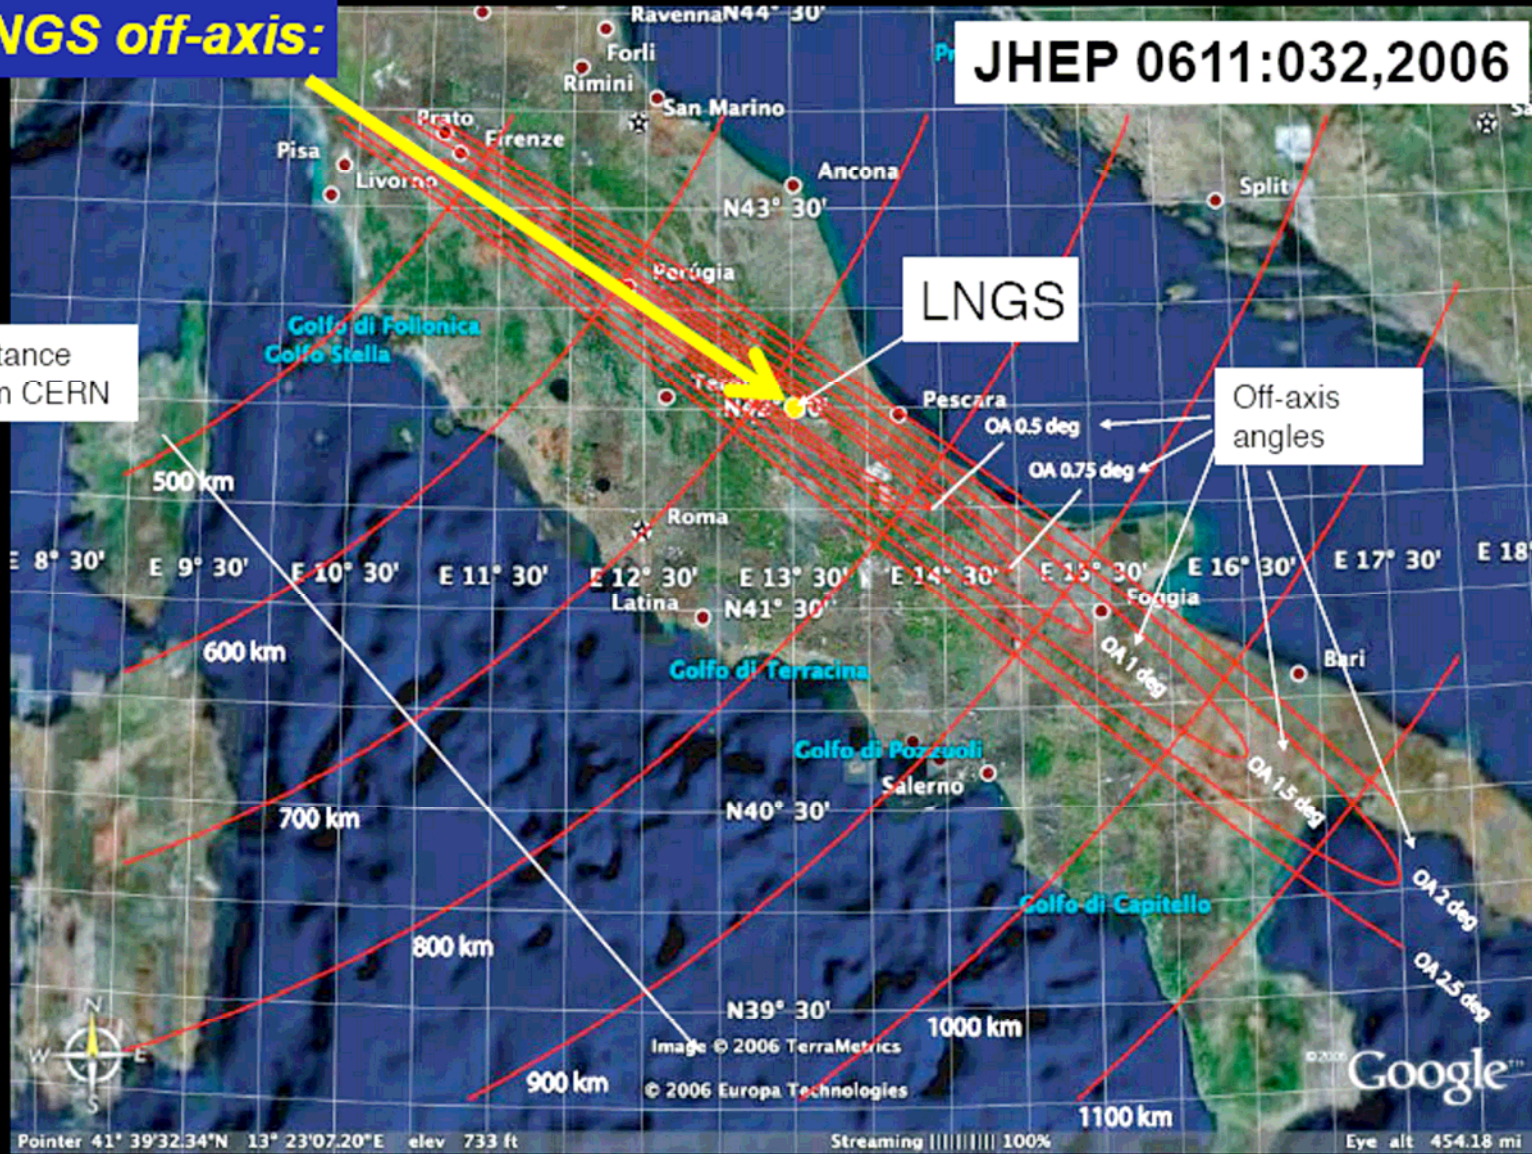 NGS off-axis:
JHEP 0611:032,2006
Ravenna
N44° 30'
Forli
Rimini
San Marino
Prato
Firenze
Pisa
Livorno
Ancona
N43° 30'
Split
Perúgia
LNGS
Golfo di Follonica
Golfo Stella
tance
m CERN
Pescara
OA 0.5 deg
OA 0.75 deg
Off-axis
angles
500 km
Roma
E 8° 30'
E 9° 30'
E 10° 30'
E 11° 30'
E 12° 30'
E 13° 30'
E 14° 30'
E 15° 30'
E 16° 30'
E 17° 30'
E 18°
Latina
N41° 30'
Foggia
600 km
Golfo di Terracina
OA 1 deg
Bari
Golfo di Pozzuoli
Salerno
OA 1.5 deg
700 km
N40° 30'
OA 2 deg
Golfo di Capitello
800 km
OA 2.5 deg
N
W
E
S
N39° 30'
1000 km
Image © 2006 TerraMetrics
900 km
© 2006 Europa Technologies
©2006
Google™
1100 km
Pointer 41° 39'32.34"N 13° 23'07.20"E elev 733 ft
Streaming |||||||||| 100%
Eye alt 454.18 mi